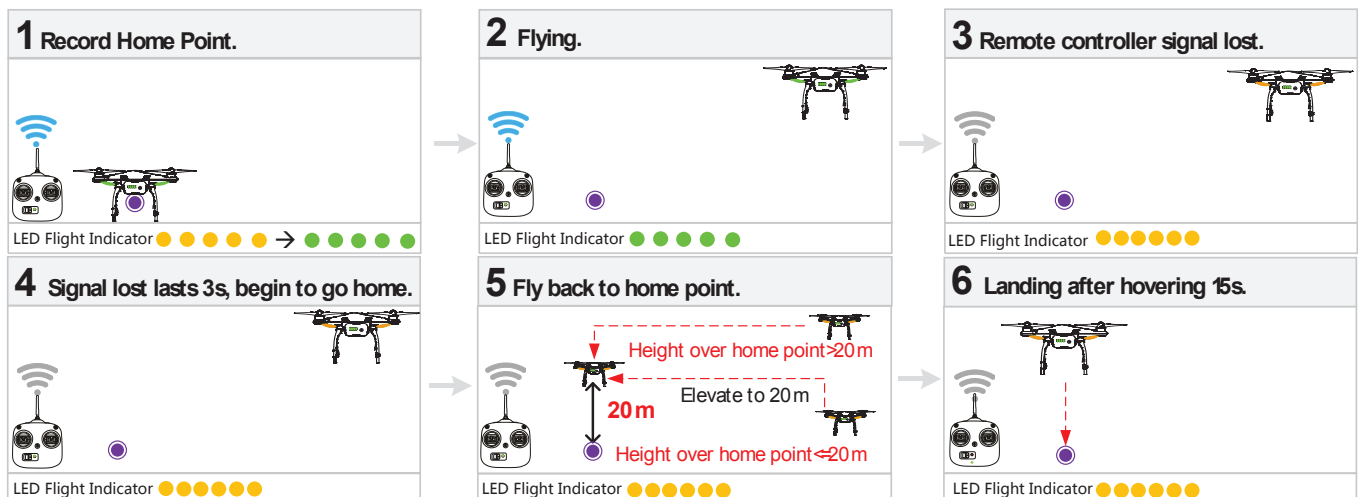 1 Record Home Point.
LED Flight Indicator →
2 Flying.
LED Flight Indicator
3 Remote controller signal lost.
LED Flight Indicator
4 Signal lost lasts 3s, begin to go home.
LED Flight Indicator
5 Fly back to home point.
Height over home point>20m
Elevate to 20m
20m
Height over home point<=20m
LED Flight Indicator
6 Landing after hovering 15s.
LED Flight Indicator